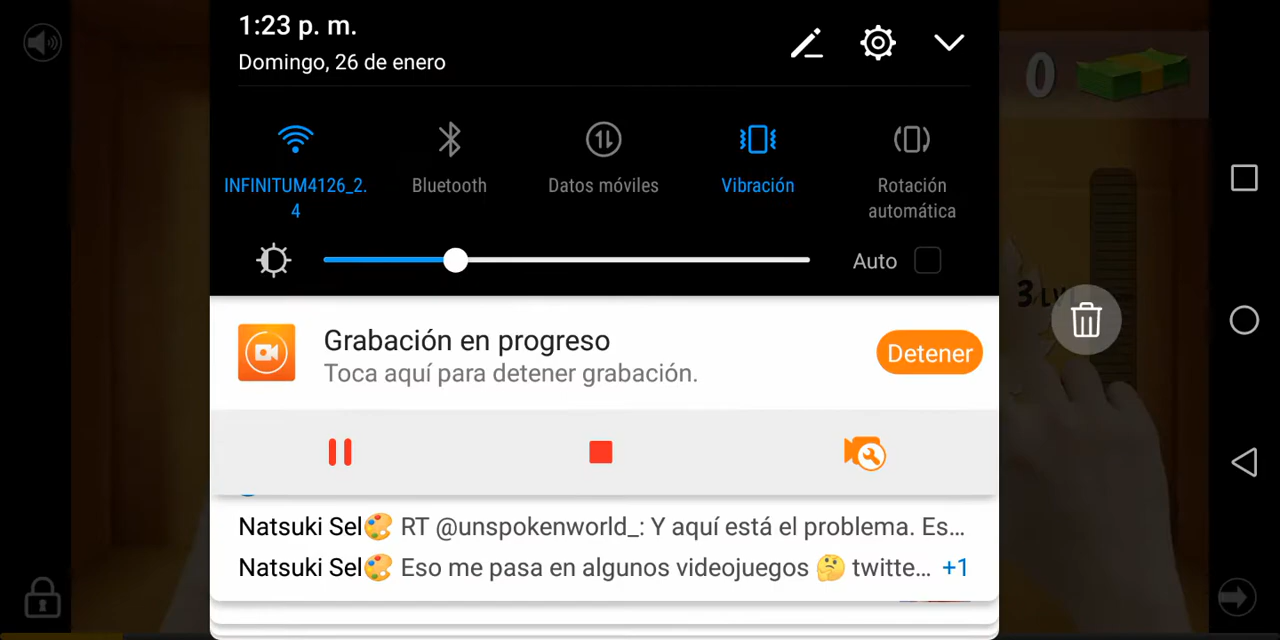 1:23 p. m.
Domingo, 26 de enero
0
INFINITUM4126_2.
4
Bluetooth
Datos móviles
Vibración
Rotación
automática
Auto
3 LVL
Grabación en progreso
Toca aquí para detener grabación.
Detener
Natsuki Sel🎨 RT @unspokenworld_: Y aquí está el problema. Es…
Natsuki Sel🎨 Eso me pasa en algunos videojuegos 🤔 twitte… +1